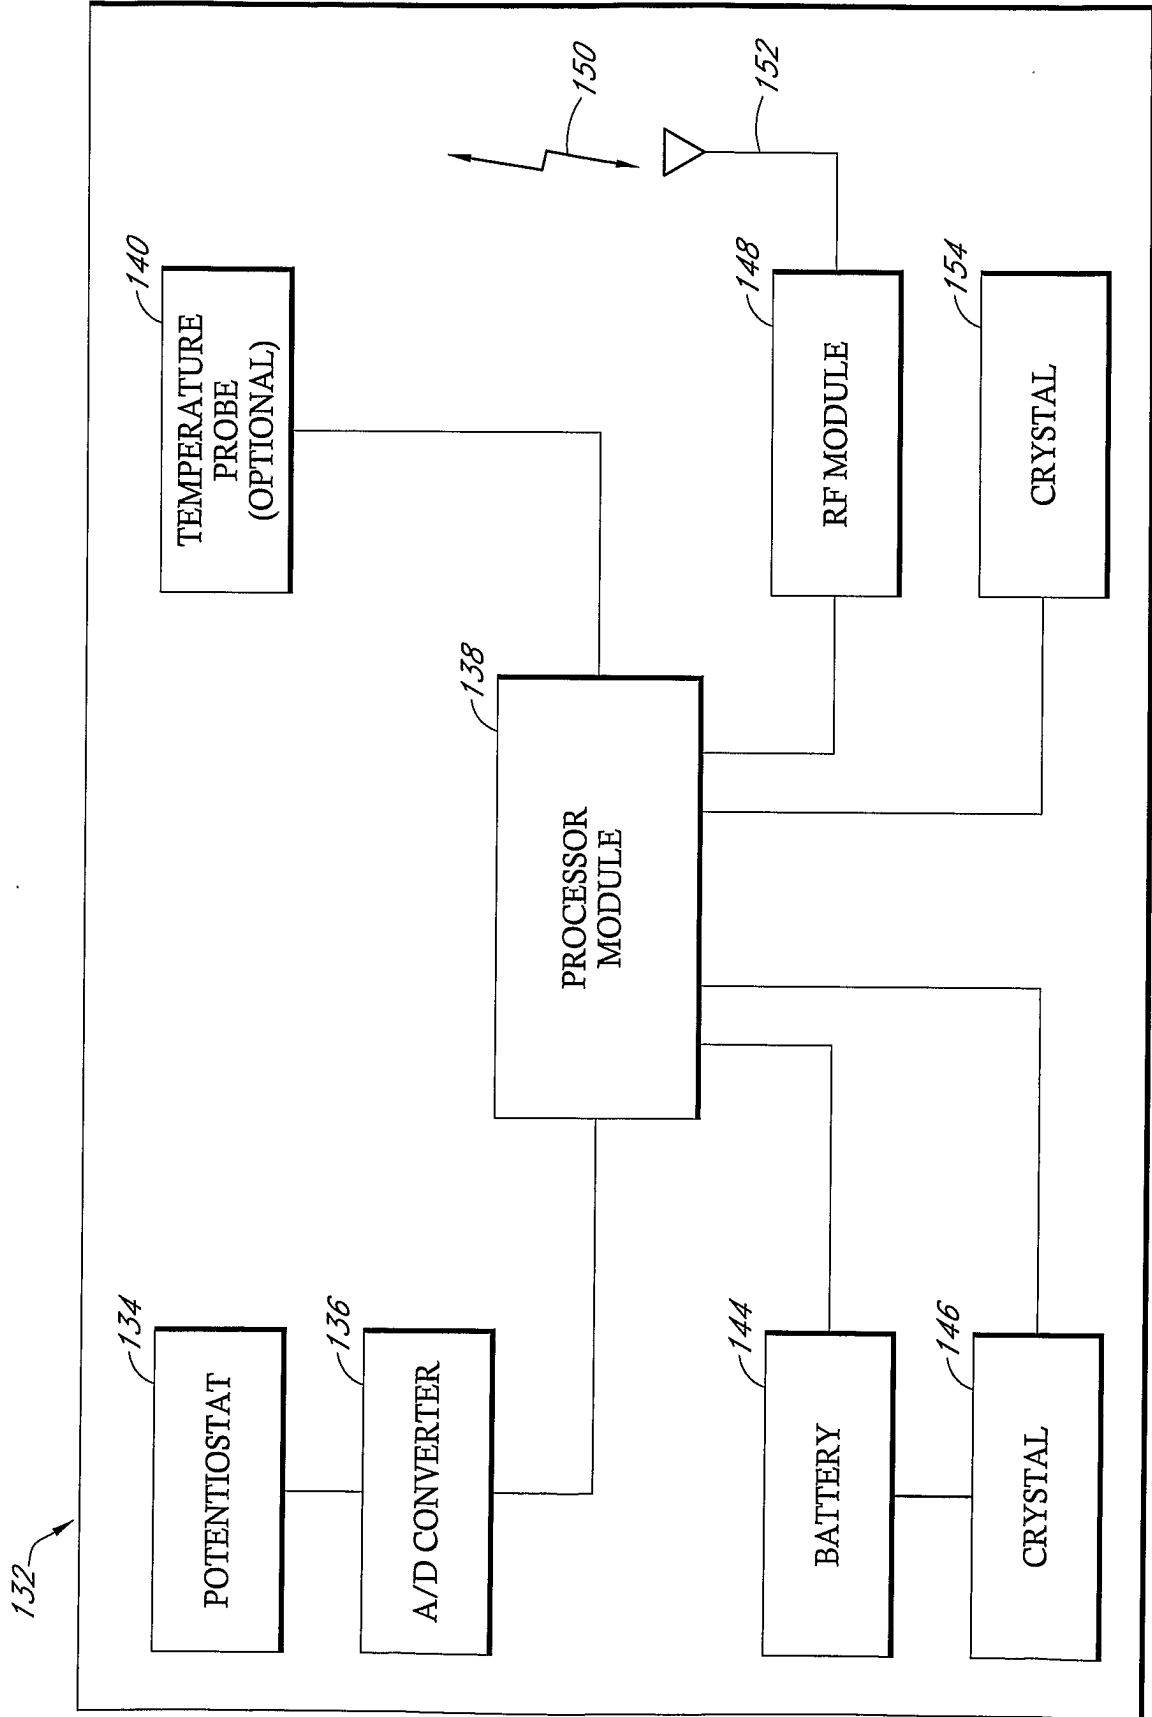 132
134
POTENTIOSTAT
136
A/D CONVERTER
140
TEMPERATURE
PROBE
(OPTIONAL)
138
PROCESSOR
MODULE
150
152
144
BATTERY
146
CRYSTAL
148
RF MODULE
154
CRYSTAL